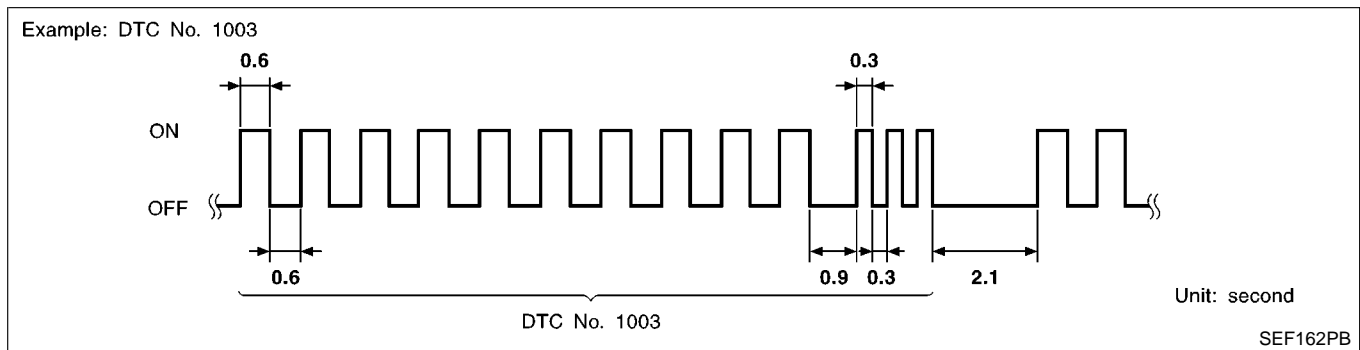 Example: DTC No. 1003
0.6
0.3
ON
OFF
0.6
0.9
0.3
2.1
Unit: second
DTC No. 1003
SEF162PB